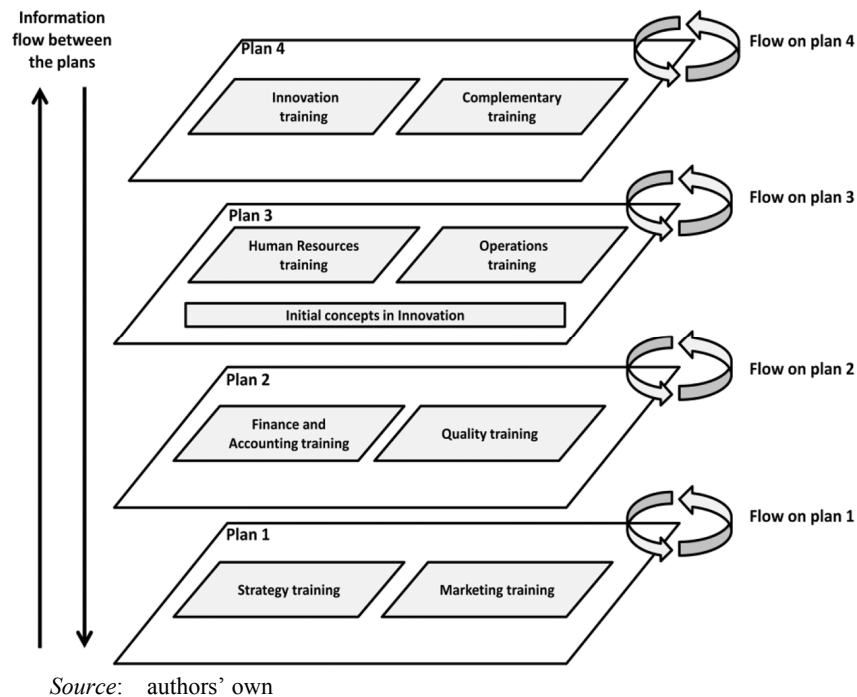 Information
flow between
the plans
Plan 4
Flow on plan 4
Innovation
training
Complementary
training
Plan 3
Flow on plan 3
Human Resources
training
Operations
training
Initial concepts in Innovation
Plan 2
Flow on plan 2
Finance and
Accounting training
Quality training
Plan 1
Flow on plan 1
Strategy training
Marketing training
Source: authors’ own